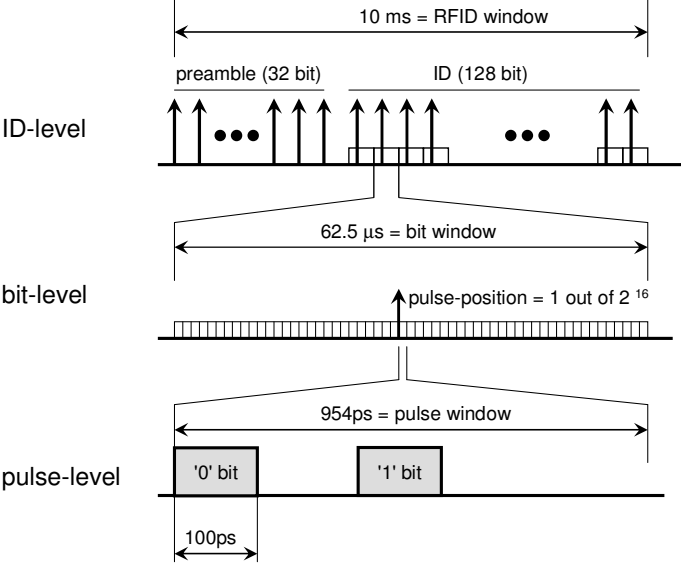 10 ms = RFID window
preamble (32 bit)
ID (128 bit)
ID-level
62.5 μs = bit window
bit-level
pulse-position = 1 out of 2 16
954ps = pulse window
'0' bit
'1' bit
pulse-level
100ps